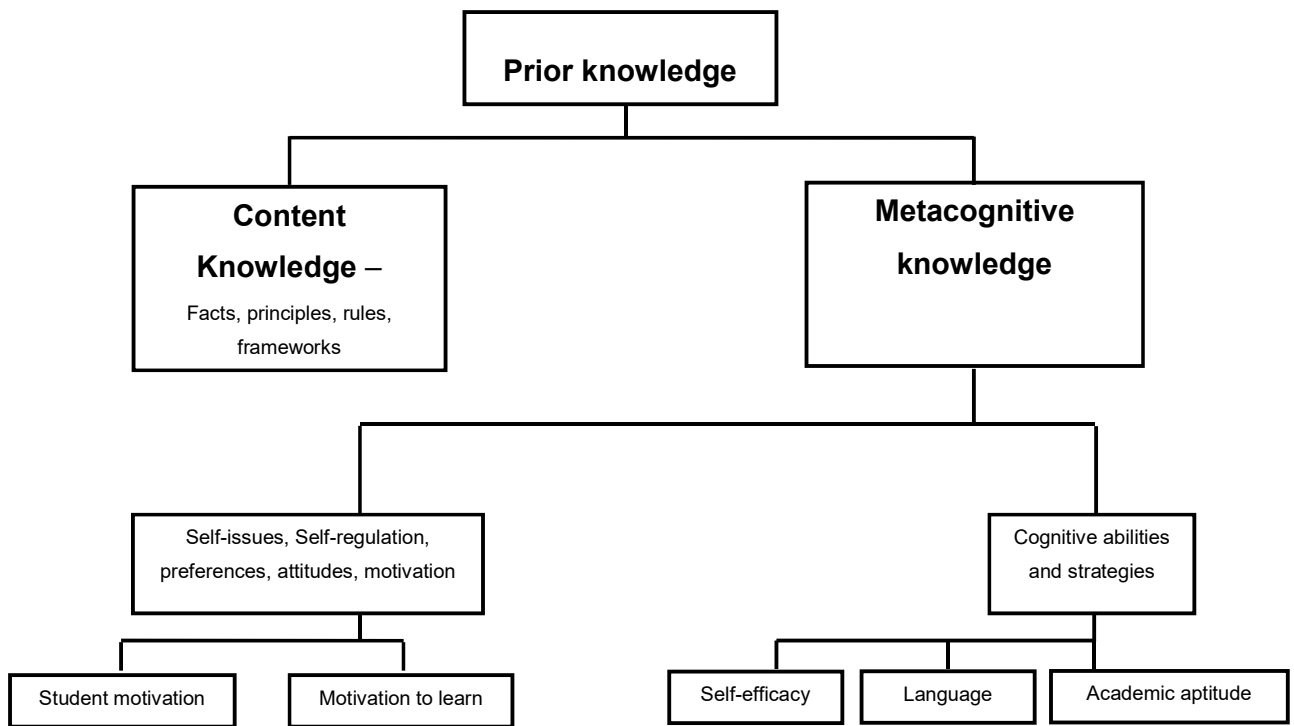 Prior knowledge
Content
Knowledge –
Facts, principles, rules,
frameworks
Metacognitive
knowledge
Self-issues, Self-regulation,
preferences, attitudes, motivation
Cognitive abilities
and strategies
Student motivation
Motivation to learn
Self-efficacy
Language
Academic aptitude